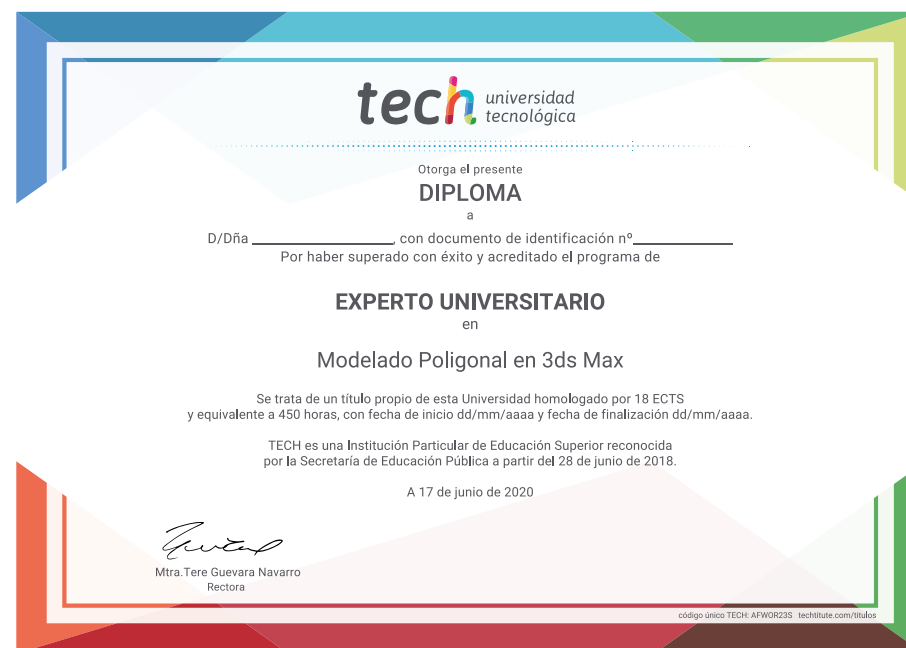 tech universidad
tecnológica
Otorga el presente
DIPLOMA
a
D/Dña ____________, con documento de identificación nº____________
Por haber superado con éxito y acreditado el programa de
EXPERTO UNIVERSITARIO
en
Modelado Poligonal en 3ds Max
Se trata de un título propio de esta Universidad homologado por 18 ECTS
y equivalente a 450 horas, con fecha de inicio dd/mm/aaaa y fecha de finalización dd/mm/aaaa.
TECH es una Institución Particular de Educación Superior reconocida
por la Secretaría de Educación Pública a partir del 28 de junio de 2018.
A 17 de junio de 2020
Mtra.Tere Guevara Navarro
Rectora
código único TECH: AFWOR23S techtitute.com/titulos